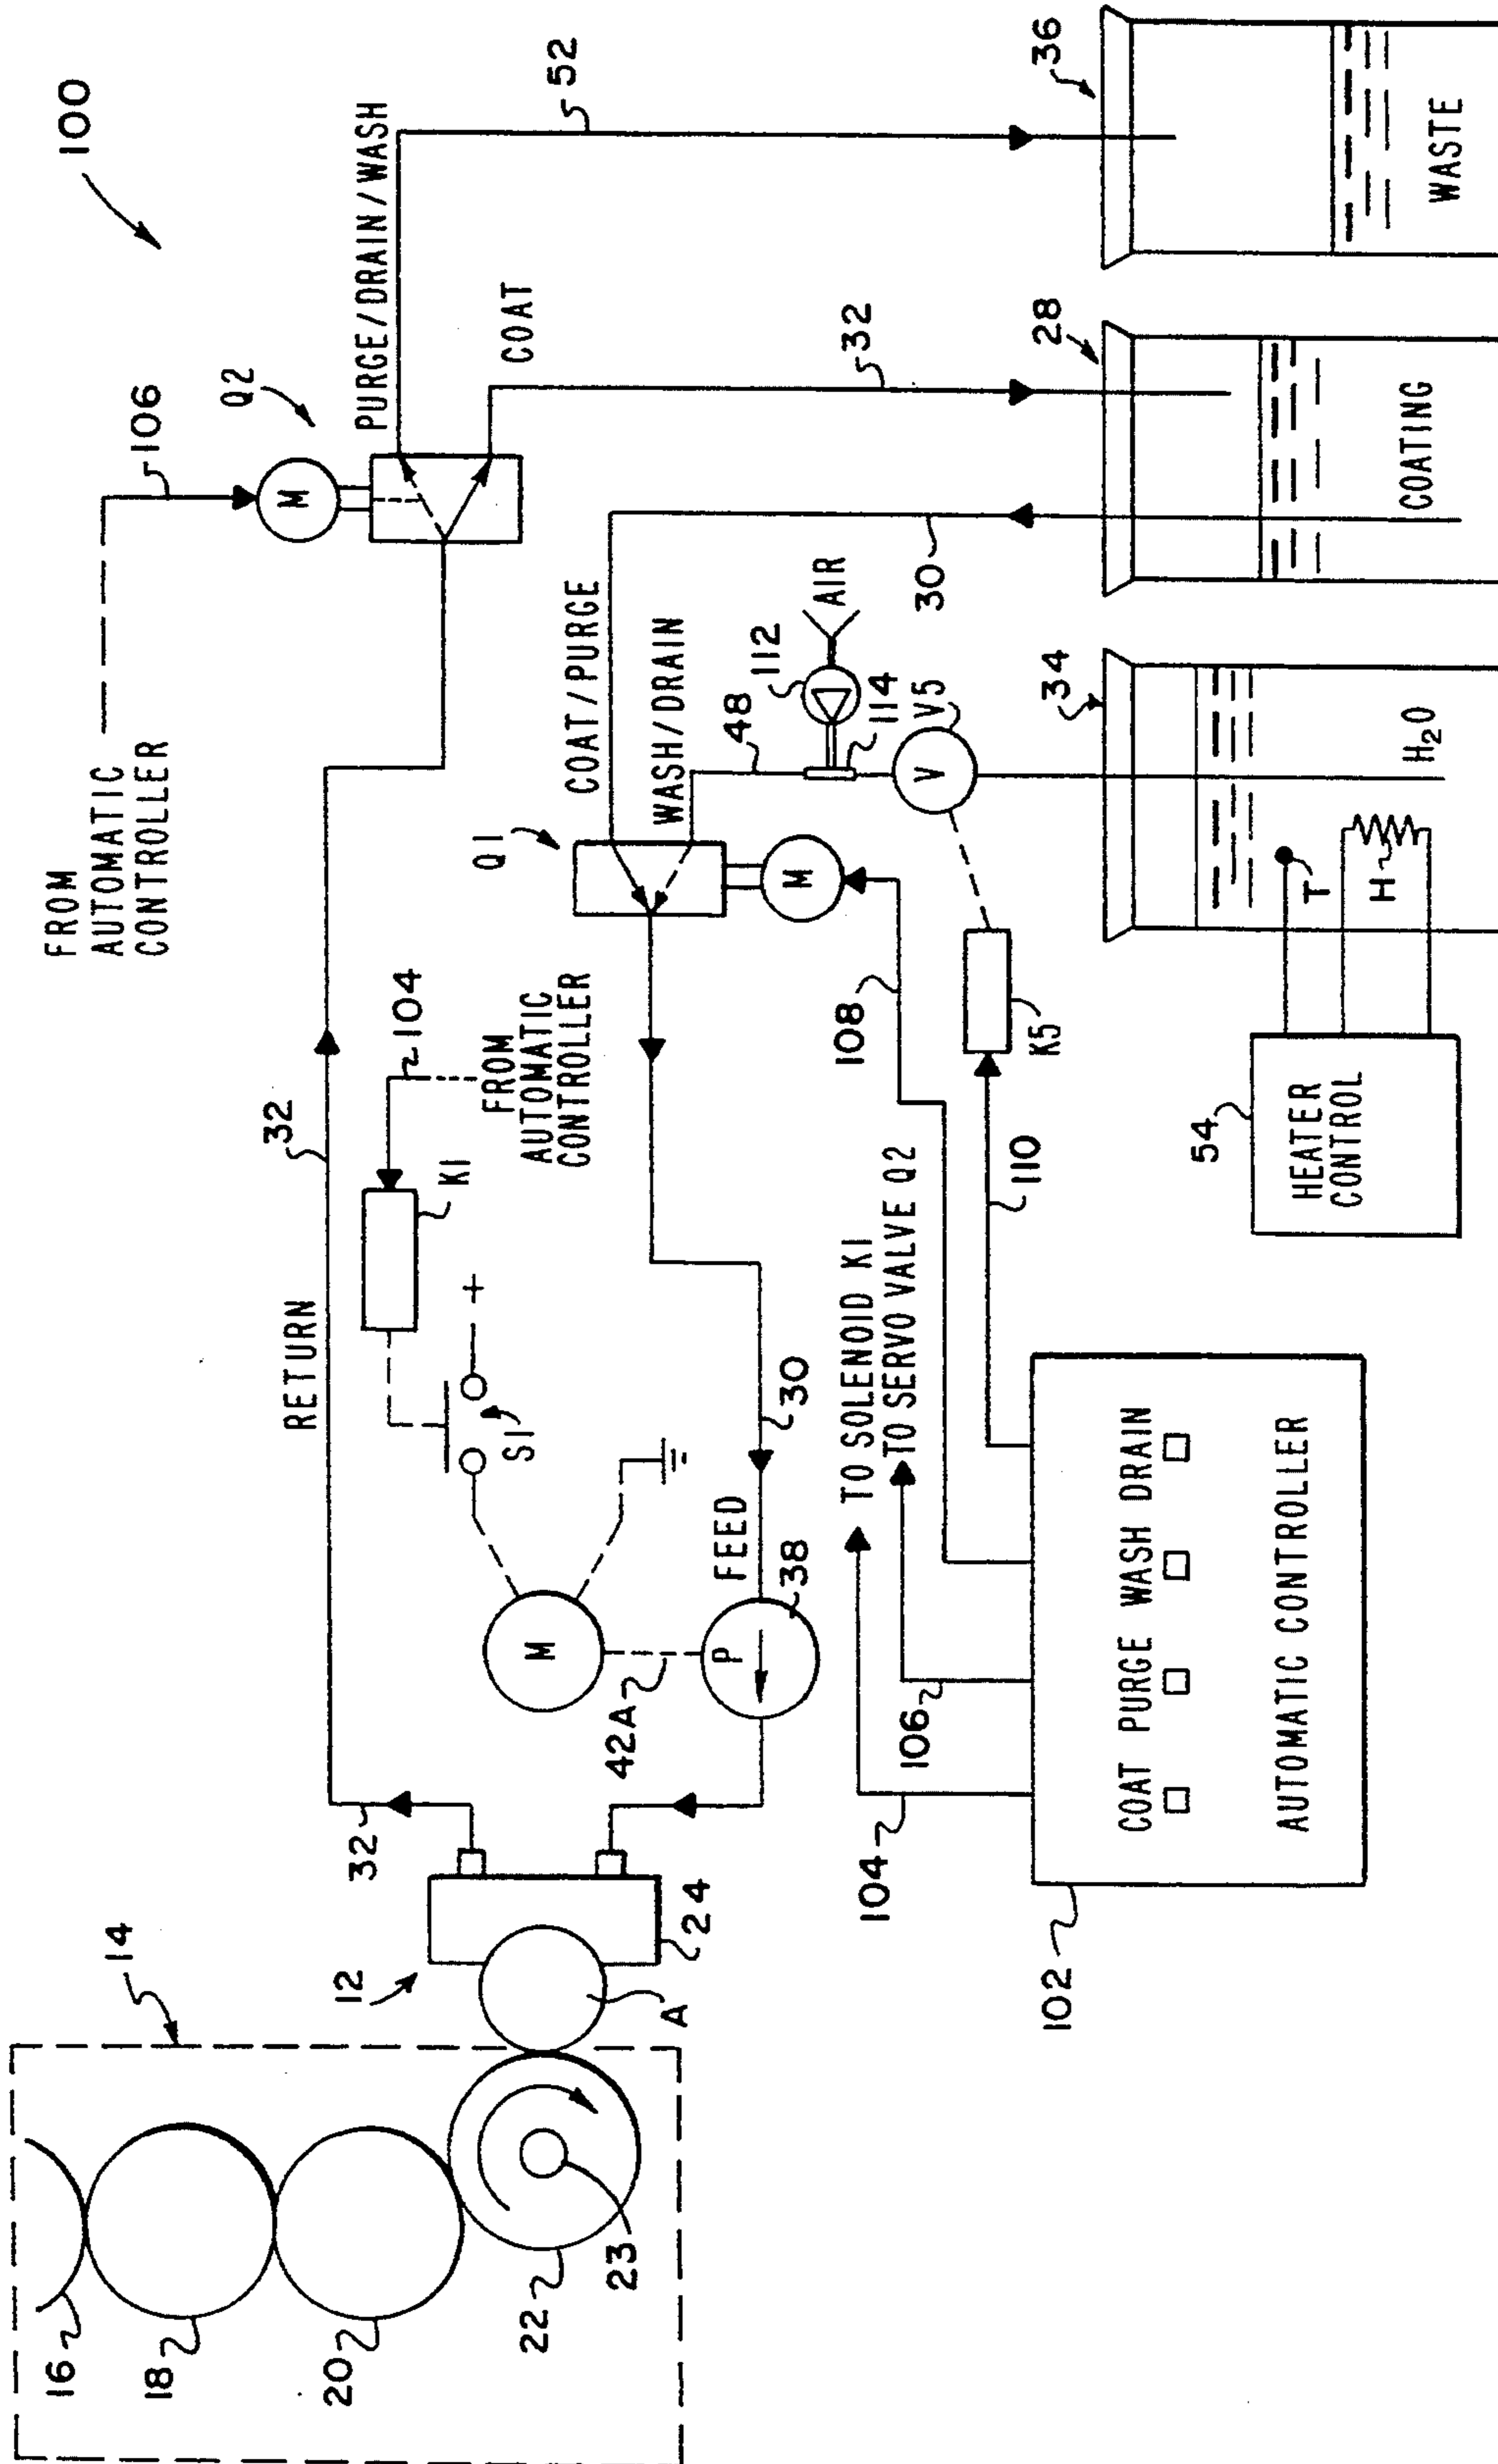 100
FROM
AUTOMATIC
CONTROLLER
106
Q2
M
PURGE/DRAIN/WASH
COAT
52
32
RETURN
32
104
K1
FROM
AUTOMATIC
CONTROLLER
S1
+
M
42A
FEED
P
38
30
Q1
COAT/PURGE
WASH/DRAIN
M
48
112
AIR
114
V5
V
30
108
K5
110
14
16
18
20
22
23
12
A
24
32
TO SOLENOID K1
TO SERVO VALVE Q2
104
106
102
COAT PURGE WASH DRAIN
AUTOMATIC CONTROLLER
54
HEATER
CONTROL
T
H
34
H₂O
28
COATING
36
WASTE